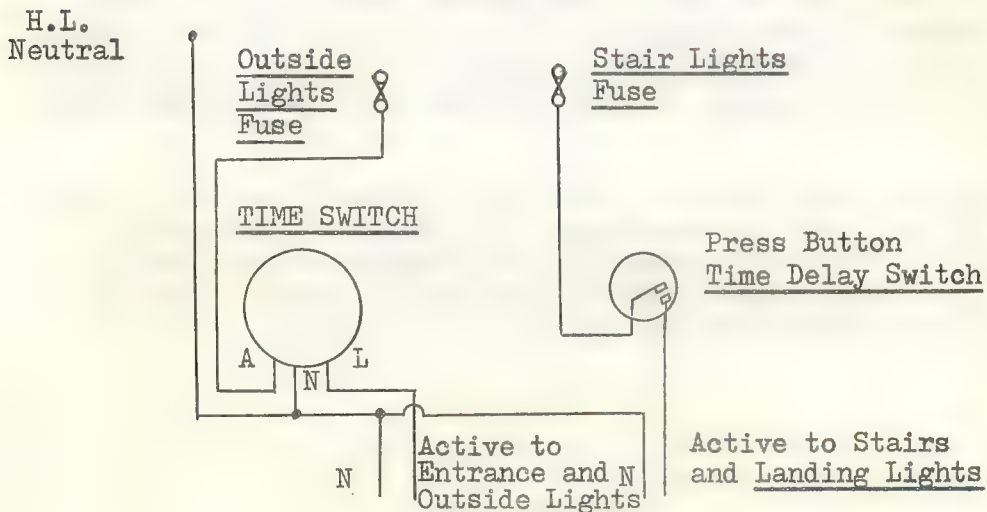 H.L.
Neutral
Outside
Lights
Fuse
Stair Lights
Fuse
TIME SWITCH
Press Button
Time Delay Switch
A
N
L
N
Active to
Entrance and
Outside Lights
N
Active to Stairs
and Landing Lights